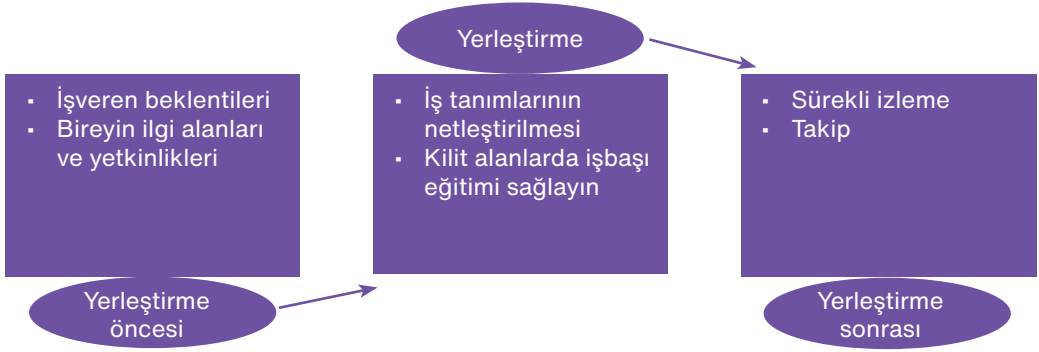 Yerleştirme
▪ İşveren beklentileri
▪ Bireyin ilgi alanları
ve yetkinlikleri
Yerleştirme
öncesi
▪ İş tanımlarının
netleştirilmesi
▪ Kilit alanlarda işbaşı
eğitimi sağlayın
▪ Sürekli izleme
▪ Takip
Yerleştirme
sonrası